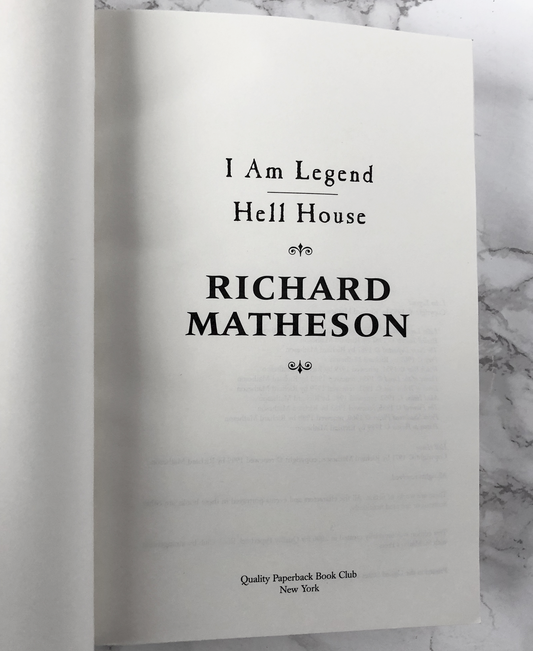 I Am Legend
Hell House
RICHARD
MATHESON
Quality Paperback Book Club
New York